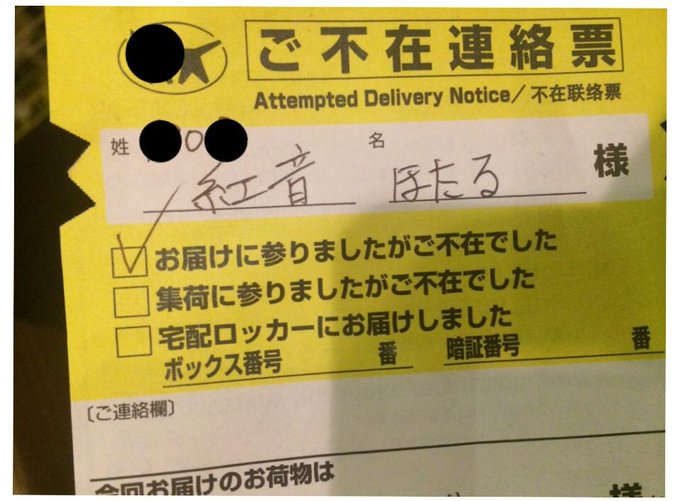 ご不在連絡票
Attempted Delivery Notice/不在联络票
姓 紅音 名 ほたる 様
お届けに参りましたがご不在でした
集荷に参りましたがご不在でした
宅配ロッカーにお届けしました
ボックス番号 番 暗証番号 番
〔ご連絡欄〕
今回お届けのお荷物は 様